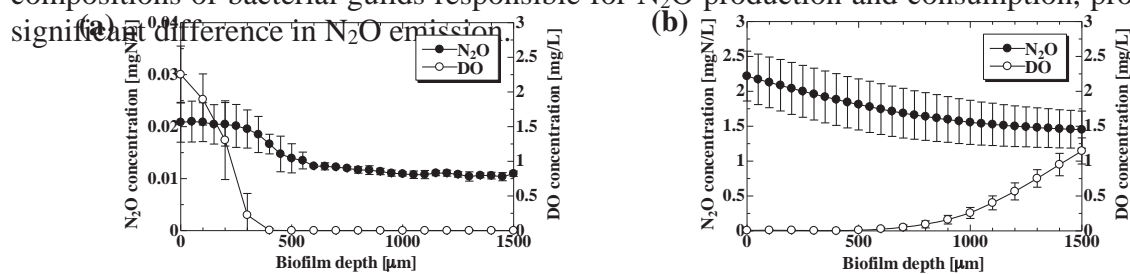 compositions of bacterial guilds responsible for N₂O production and consumption, pro
significant difference in N₂O emission.
(a)
N₂O concentration [mgN/L]
0.04
0.03
0.02
0.01
0
N₂O
DO
3
2.5
2
1.5
1
0.5
0
DO concentration [mg/L]
0 500 1000 1500
Biofilm depth [μm]
(b)
N₂O concentration [mgN/L]
3
2.5
2
1.5
1
0.5
0
N₂O
DO
3
2.5
2
1.5
1
0.5
0
DO concentration [mg/L]
0 500 1000 1500
Biofilm depth [μm]